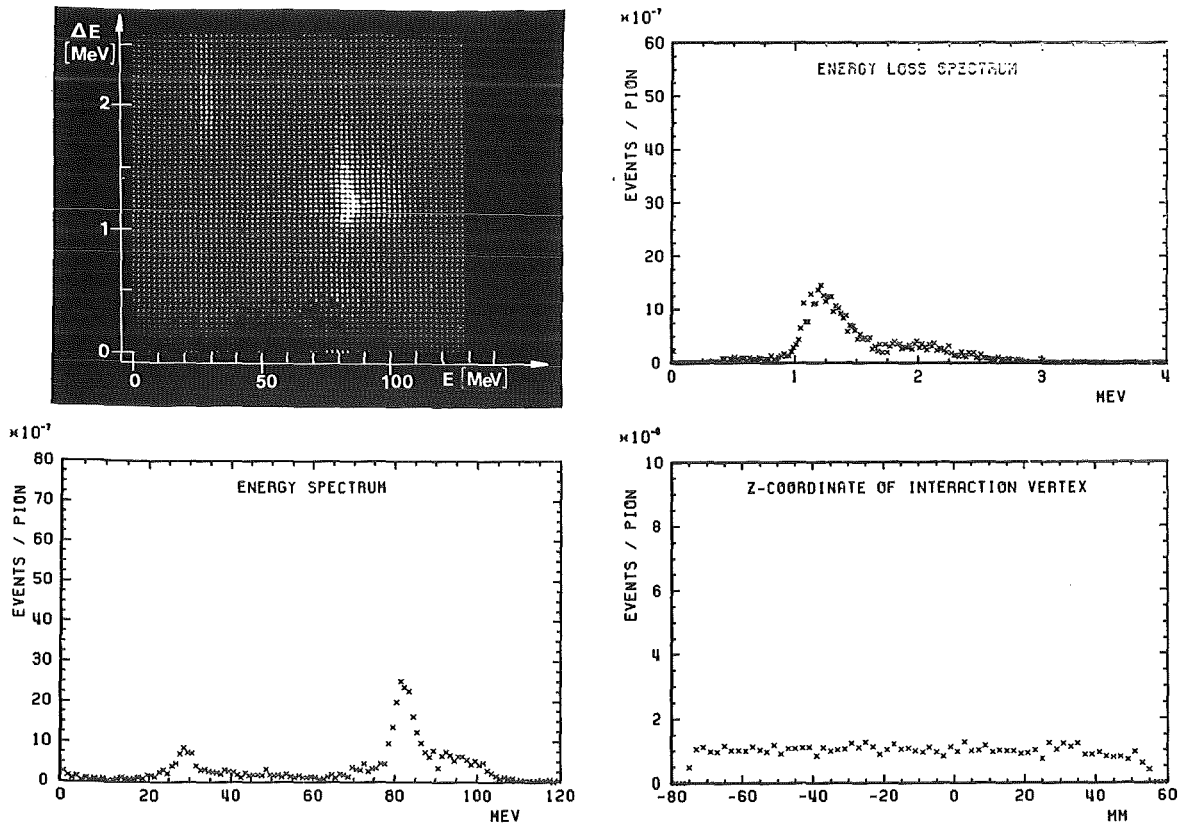 ΔE
[MeV]
2
1
0
0 50 100 E [MeV]
×10⁻⁷
60
50
40
30
20
10
0
EVENTS / PION
ENERGY LOSS SPECTRUM
0 1 2 3 4
MEV
×10⁻⁷
80
70
60
50
40
30
20
10
0
EVENTS / PION
ENERGY SPECTRUM
0 20 40 60 80 100 120
MEV
10
8
6
4
2
0
EVENTS / PION
Z-COORDINATE OF INTERACTION VERTEX
-80 -60 -40 -20 0 20 40 60
MM